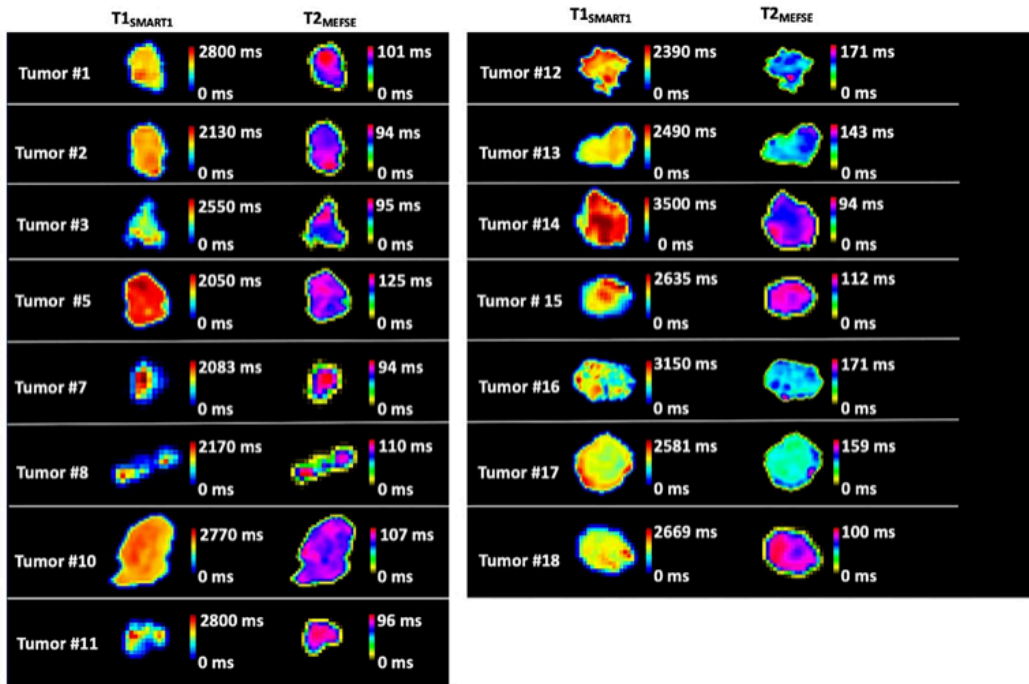 T1SMART1 T2MEFSE
Tumor #1 2800 ms 0 ms 101 ms 0 ms
Tumor #2 2130 ms 0 ms 94 ms 0 ms
Tumor #3 2550 ms 0 ms 95 ms 0 ms
Tumor #5 2050 ms 0 ms 125 ms 0 ms
Tumor #7 2083 ms 0 ms 94 ms 0 ms
Tumor #8 2170 ms 0 ms 110 ms 0 ms
Tumor #10 2770 ms 0 ms 107 ms 0 ms
Tumor #11 2800 ms 0 ms 96 ms 0 ms
T1SMART1 T2MEFSE
Tumor #12 2390 ms 0 ms 171 ms 0 ms
Tumor #13 2490 ms 0 ms 143 ms 0 ms
Tumor #14 3500 ms 0 ms 94 ms 0 ms
Tumor # 15 2635 ms 0 ms 112 ms 0 ms
Tumor #16 3150 ms 0 ms 171 ms 0 ms
Tumor #17 2581 ms 0 ms 159 ms 0 ms
Tumor #18 2669 ms 0 ms 100 ms 0 ms